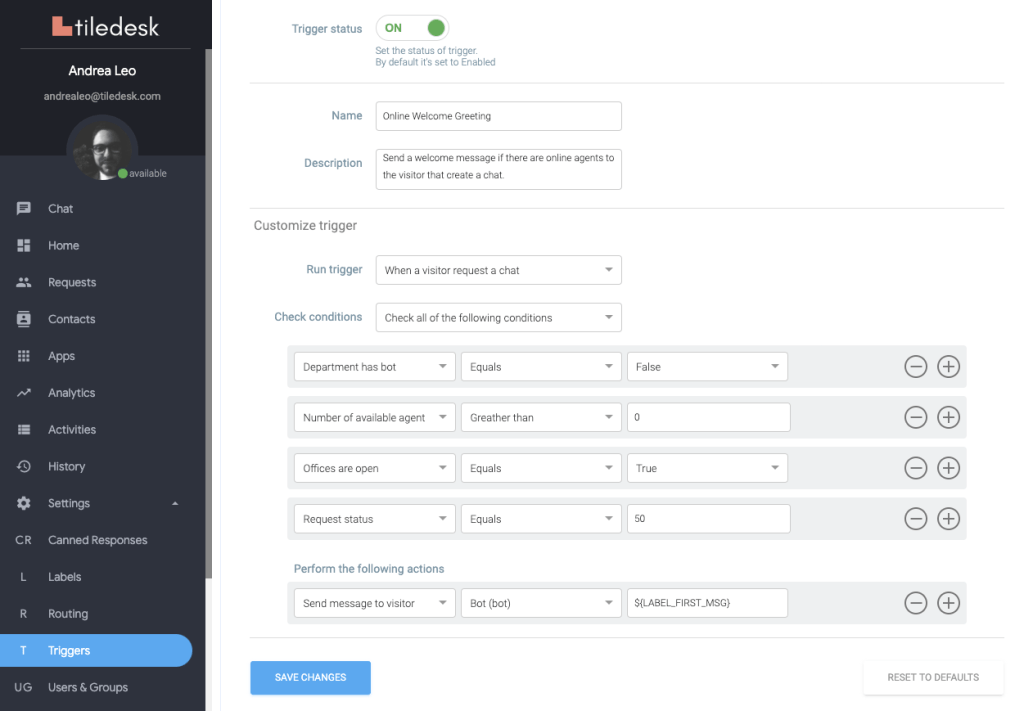 tiledesk
Andrea Leo
andrealeo@tiledesk.com
available
Chat
Home
Requests
Contacts
Apps
Analytics
Activities
History
Settings
CR Canned Responses
L Labels
R Routing
T Triggers
UG Users & Groups
Trigger status ON
Set the status of trigger.
By default it's set to Enabled
Name Online Welcome Greeting
Description Send a welcome message if there are online agents to
the visitor that create a chat.
Customize trigger
Run trigger When a visitor request a chat
Check conditions Check all of the following conditions
Department has bot Equals False
Number of available agent Greather than 0
Offices are open Equals True
Request status Equals 50
Perform the following actions
Send message to visitor Bot (bot) ${LABEL_FIRST_MSG}
SAVE CHANGES RESET TO DEFAULTS